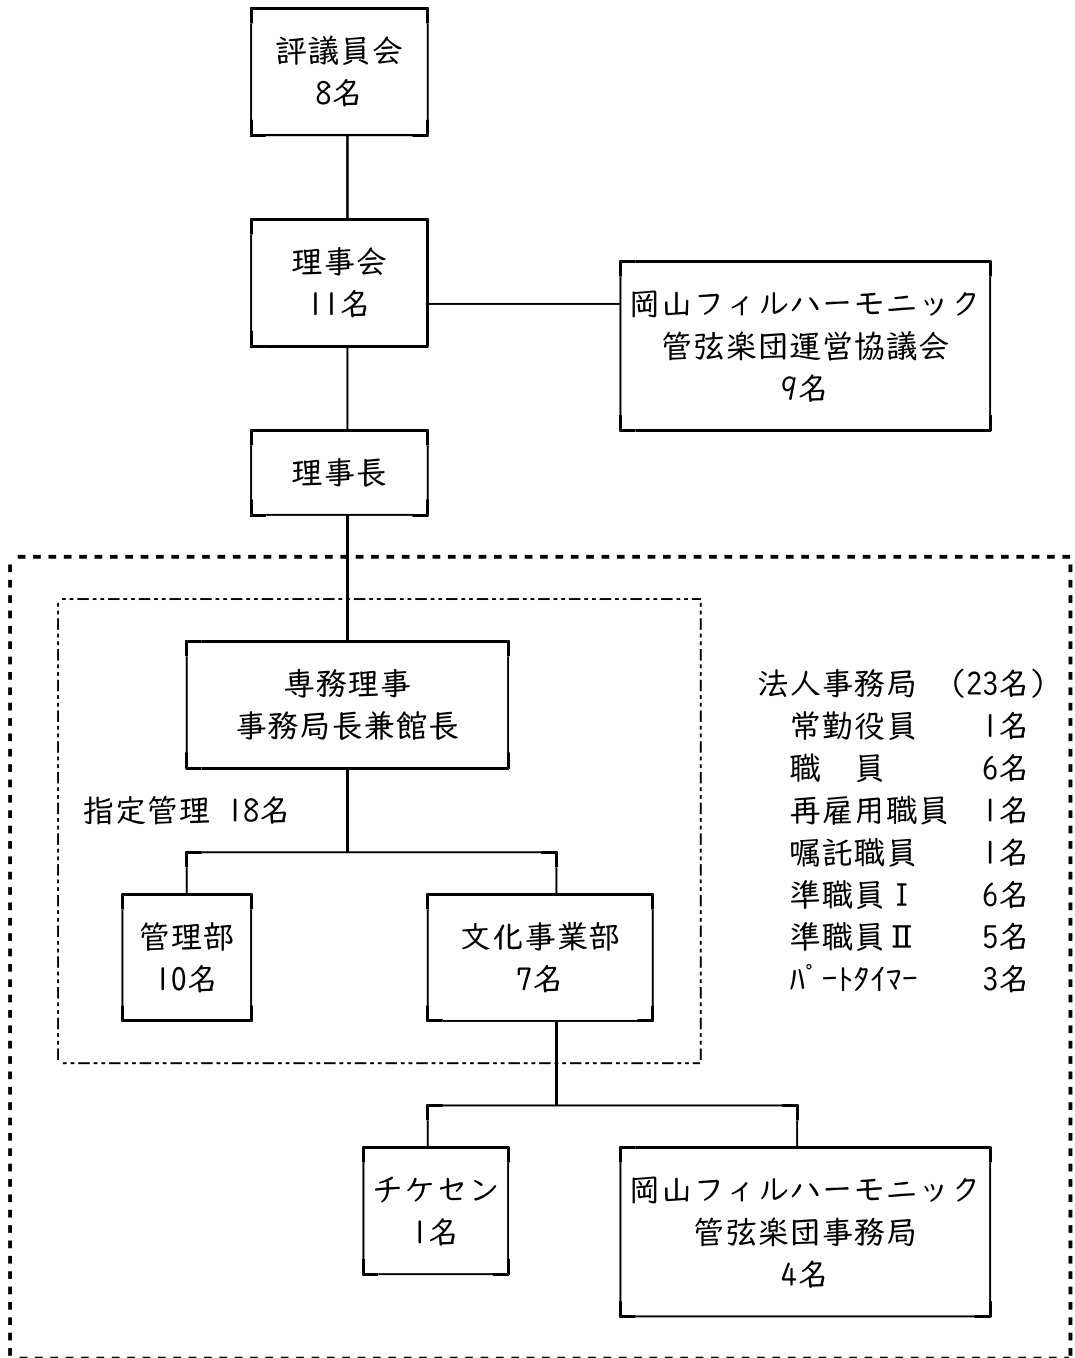 評議員会
8名
理事会
11名
岡山フィルハーモニック
管弦楽団運営協議会
9名
理事長
専務理事
事務局長兼館長
指定管理 18名
管理部
10名
文化事業部
7名
法人事務局 （23名）
常勤役員 1名
職　員 6名
再雇用職員 1名
嘱託職員 1名
準職員Ⅰ 6名
準職員Ⅱ 5名
ﾊﾟｰﾄﾀｲﾏｰ 3名
チケセン
1名
岡山フィルハーモニック
管弦楽団事務局
4名